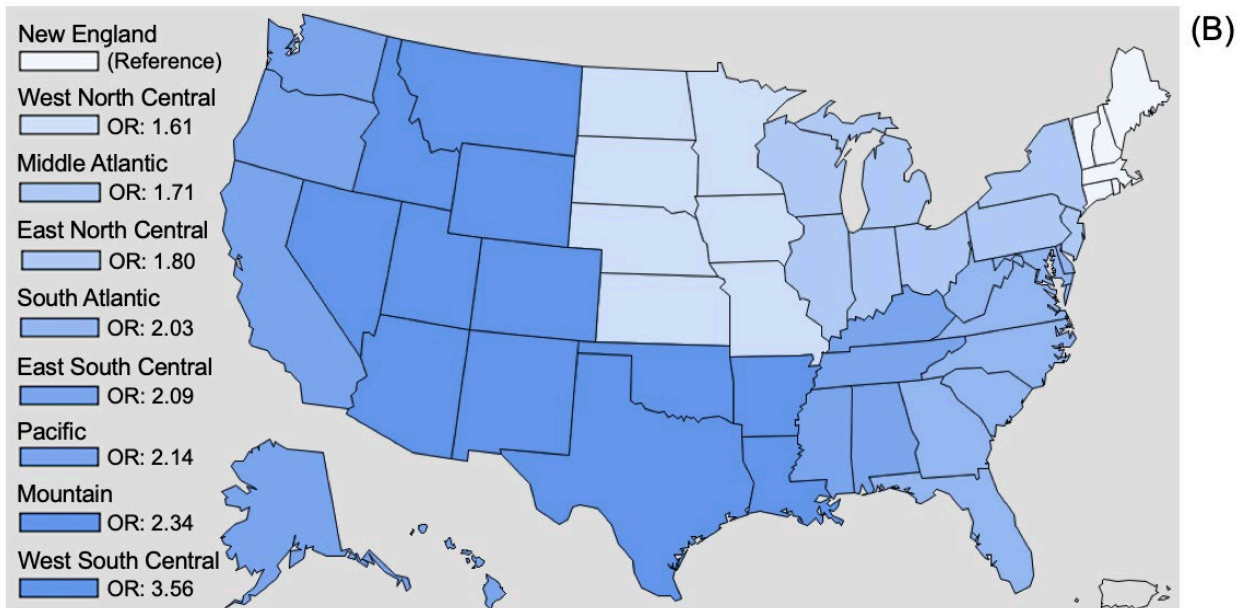 New England
(Reference)
West North Central
OR: 1.61
Middle Atlantic
OR: 1.71
East North Central
OR: 1.80
South Atlantic
OR: 2.03
East South Central
OR: 2.09
Pacific
OR: 2.14
Mountain
OR: 2.34
West South Central
OR: 3.56
(B)